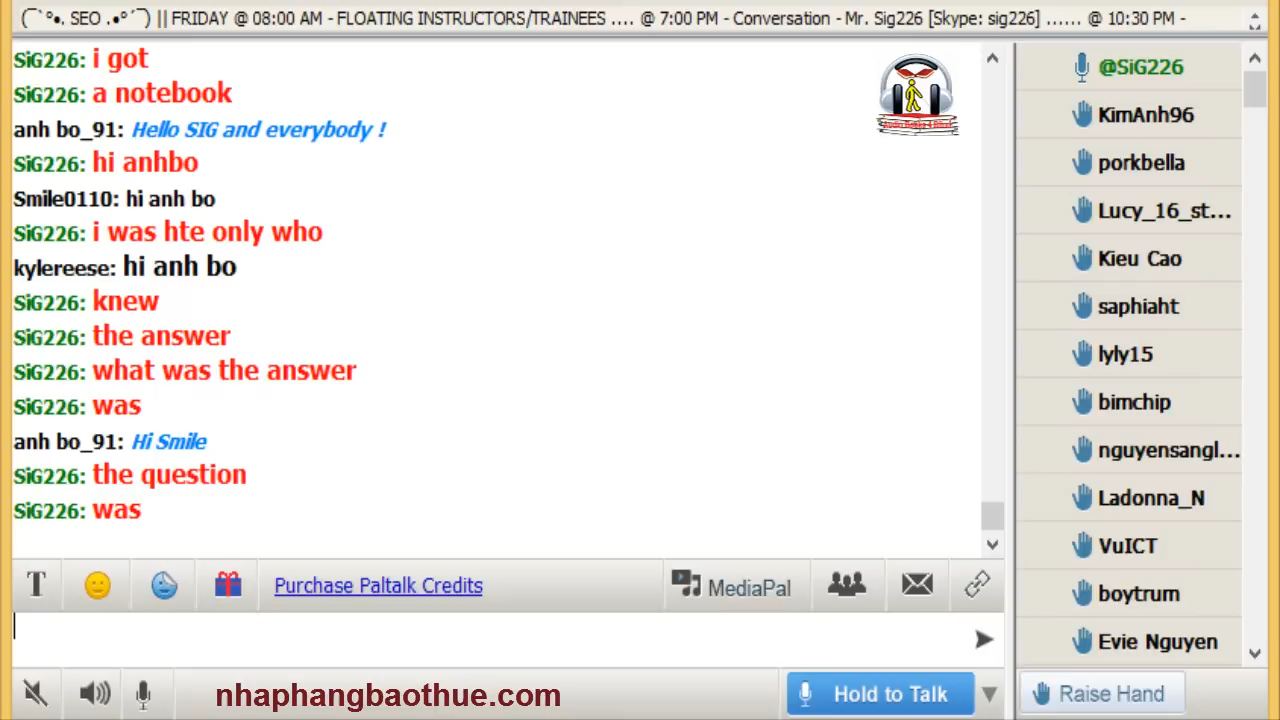 (¯`°•. SEO .•°´¯) || FRIDAY @ 08:00 AM - FLOATING INSTRUCTORS/TRAINEES .... @ 7:00 PM - Conversation - Mr. Sig226 [Skype: sig226] ...... @ 10:30 PM -
SiG226: i got
SiG226: a notebook
anh bo_91: Hello SIG and everybody !
SiG226: hi anhbo
Smile0110: hi anh bo
SiG226: i was hte only who
kylereese: hi anh bo
SiG226: knew
SiG226: the answer
SiG226: what was the answer
SiG226: was
anh bo_91: Hi Smile
SiG226: the question
SiG226: was
@SiG226
KimAnh96
porkbella
Lucy_16_st...
Kieu Cao
saphiaht
lyly15
bimchip
nguyensangl...
Ladonna_N
VuICT
boytrum
Evie Nguyen
T
Purchase Paltalk Credits
MediaPal
nhaphangbaothue.com
Hold to Talk
Raise Hand